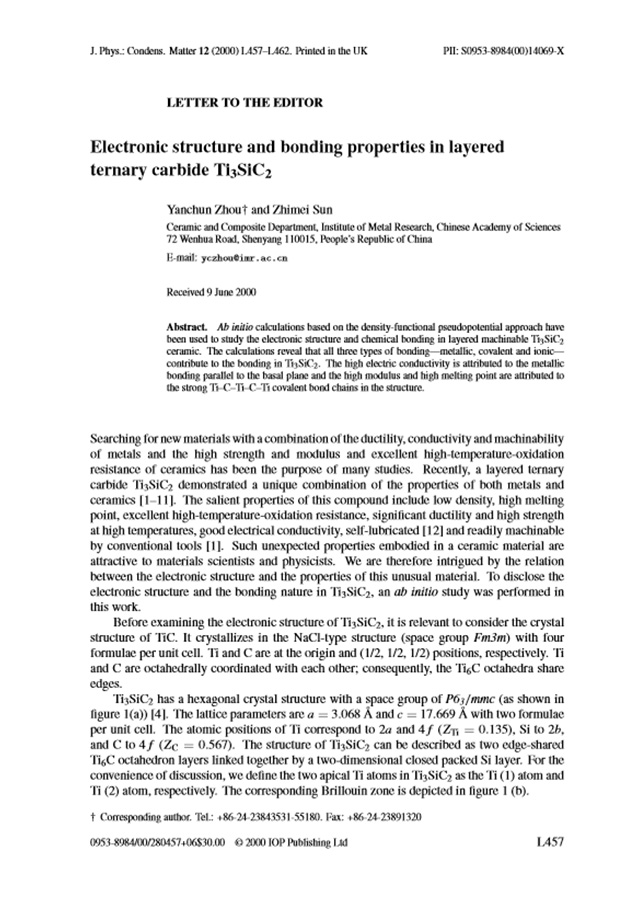 J. Phys.: Condens. Matter 12 (2000) L457–L462. Printed in the UK PII: S0953-8984(00)14069-X
LETTER TO THE EDITOR
Electronic structure and bonding properties in layered
ternary carbide Ti₃SiC₂
Yanchun Zhou† and Zhimei Sun
Ceramic and Composite Department, Institute of Metal Research, Chinese Academy of Sciences
72 Wenhua Road, Shenyang 110015, People's Republic of China
E-mail: yczhou@imr.ac.cn
Received 9 June 2000
Abstract. Ab initio calculations based on the density-functional pseudopotential approach have
been used to study the electronic structure and chemical bonding in layered machinable Ti₃SiC₂
ceramic. The calculations reveal that all three types of bonding—metallic, covalent and ionic—
contribute to the bonding in Ti₃SiC₂. The high electric conductivity is attributed to the metallic
bonding parallel to the basal plane and the high modulus and high melting point are attributed to
the strong Ti–C–Ti–C–Ti covalent bond chains in the structure.
Searching for new materials with a combination of the ductility, conductivity and machinability
of metals and the high strength and modulus and excellent high-temperature-oxidation
resistance of ceramics has been the purpose of many studies. Recently, a layered ternary
carbide Ti₃SiC₂ demonstrated a unique combination of the properties of both metals and
ceramics [1–11]. The salient properties of this compound include low density, high melting
point, excellent high-temperature-oxidation resistance, significant ductility and high strength
at high temperatures, good electrical conductivity, self-lubricated [12] and readily machinable
by conventional tools [1]. Such unexpected properties embodied in a ceramic material are
attractive to materials scientists and physicists. We are therefore intrigued by the relation
between the electronic structure and the properties of this unusual material. To disclose the
electronic structure and the bonding nature in Ti₃SiC₂, an ab initio study was performed in
this work.
Before examining the electronic structure of Ti₃SiC₂, it is relevant to consider the crystal
structure of TiC. It crystallizes in the NaCl-type structure (space group Fm3m) with four
formulae per unit cell. Ti and C are at the origin and (1/2, 1/2, 1/2) positions, respectively. Ti
and C are octahedrally coordinated with each other; consequently, the Ti₆C octahedra share
edges.
Ti₃SiC₂ has a hexagonal crystal structure with a space group of P6₃/mmc (as shown in
figure 1(a)) [4]. The lattice parameters are a = 3.068 Å and c = 17.669 Å with two formulae
per unit cell. The atomic positions of Ti correspond to 2a and 4f (Z_Ti = 0.135), Si to 2b,
and C to 4f (Z_C = 0.567). The structure of Ti₃SiC₂ can be described as two edge-shared
Ti₆C octahedron layers linked together by a two-dimensional closed packed Si layer. For the
convenience of discussion, we define the two apical Ti atoms in Ti₃SiC₂ as the Ti (1) atom and
Ti (2) atom, respectively. The corresponding Brillouin zone is depicted in figure 1 (b).
† Corresponding author. Tel.: +86-24-23843531-55180. Fax: +86-24-23891320
0953-8984/00/280457+06$30.00 © 2000 IOP Publishing Ltd L457